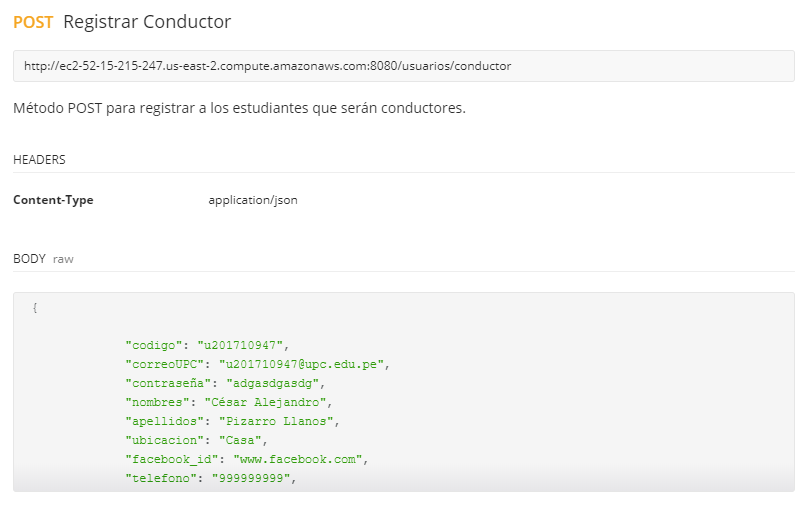 POST Registrar Conductor
http://ec2-52-15-215-247.us-east-2.compute.amazonaws.com:8080/usuarios/conductor
Método POST para registrar a los estudiantes que serán conductores.
HEADERS
Content-Type application/json
BODY raw
{
"codigo": "u201710947",
"correoUPC": "u201710947@upc.edu.pe",
"contraseña": "adgasdgasdg",
"nombres": "César Alejandro",
"apellidos": "Pizarro Llanos",
"ubicacion": "Casa",
"facebook_id": "www.facebook.com",
"telefono": "999999999",